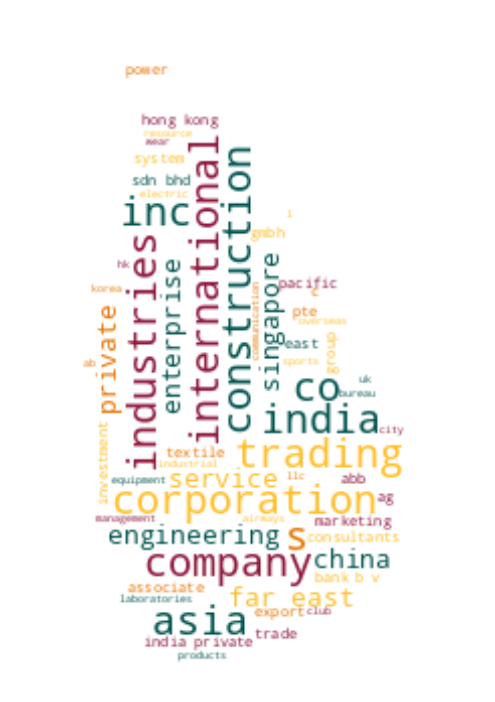 power
hong kong
resource
wear
system
sdn bhd
electric
inc
i
gmbh
international
construction
industries
enterprise
singapore
hk
pacific
c
korea
communication
pte
overseas
private
east
group
ab
sports
uk
co
bureau
india
city
investment
textile
trading
industrial
equipment
service
llc
abb
corporation
ag
management
airways
marketing
engineering
s
consultants
company
china
bank
b v
associate
far east
laboratories
export
club
asia
trade
india private
products